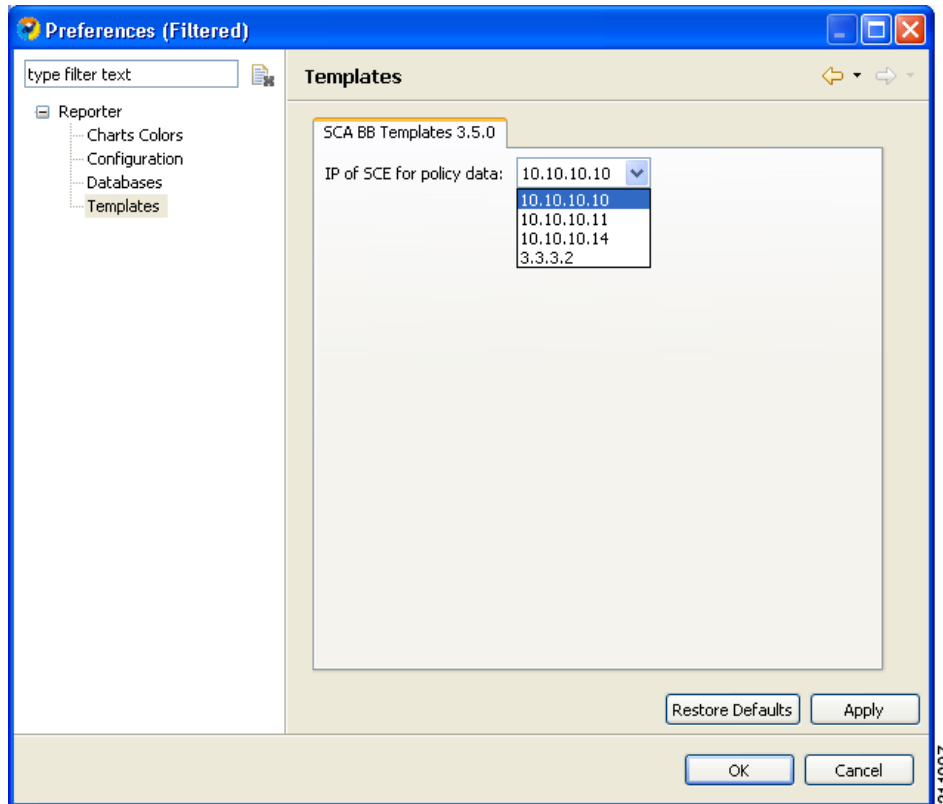 Preferences (Filtered)
type filter text
Templates
Reporter
Charts Colors
Configuration
Databases
Templates
SCA BB Templates 3.5.0
IP of SCE for policy data: 10.10.10.10
10.10.10.10
10.10.10.11
10.10.10.14
3.3.3.2
Restore Defaults
Apply
OK
Cancel